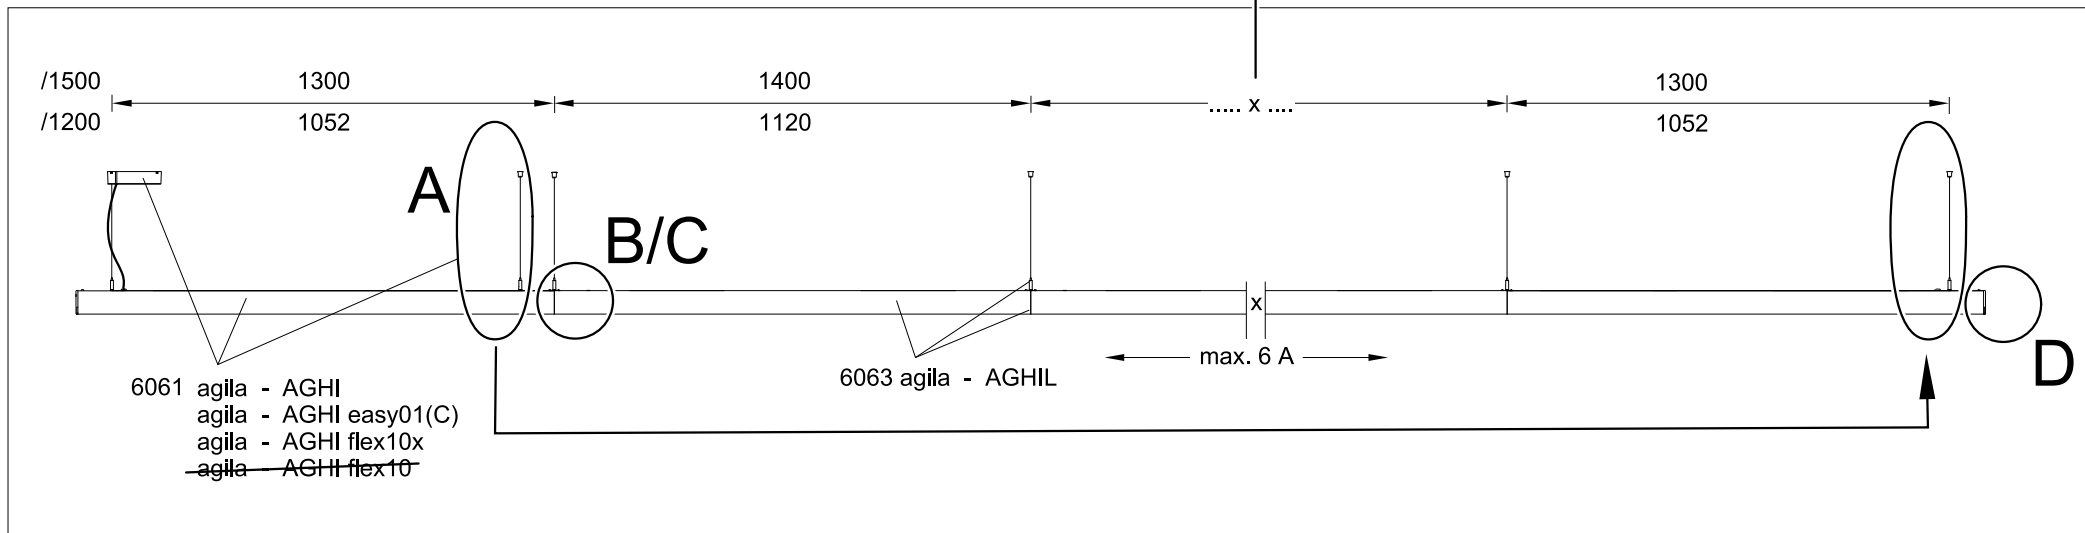 /1500 1300 1400 1300
..... x ....
/1200 1052 1120 1052
A
B/C
x
max. 6 A
D
6061 agila - AGHI
agila - AGHI easy01(C)
agila - AGHI flex10x
agila - AGHI flex10
6063 agila - AGHIL